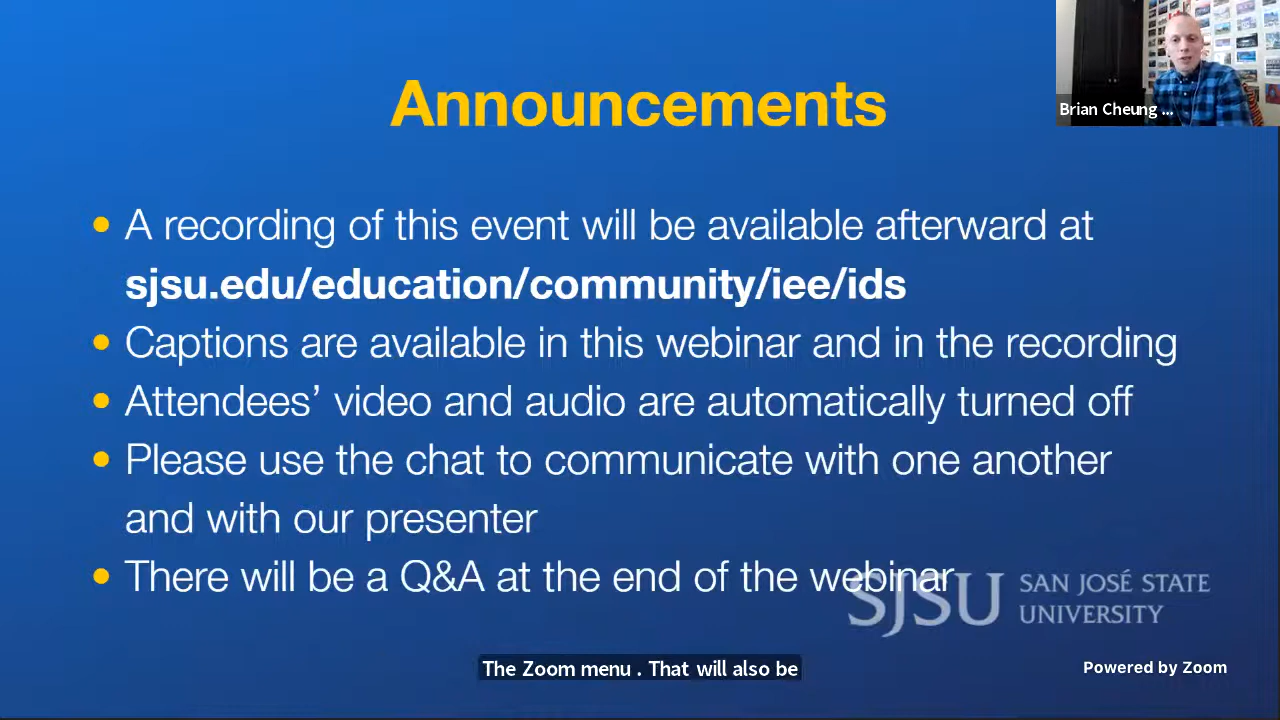 Announcements
Brian Cheung ...
• A recording of this event will be available afterward at
sjsu.edu/education/community/iee/ids
• Captions are available in this webinar and in the recording
• Attendees’ video and audio are automatically turned off
• Please use the chat to communicate with one another
and with our presenter
• There will be a Q&A at the end of the webinar
SJSU
SAN JOSÉ STATE
UNIVERSITY
The Zoom menu . That will also be
Powered by Zoom